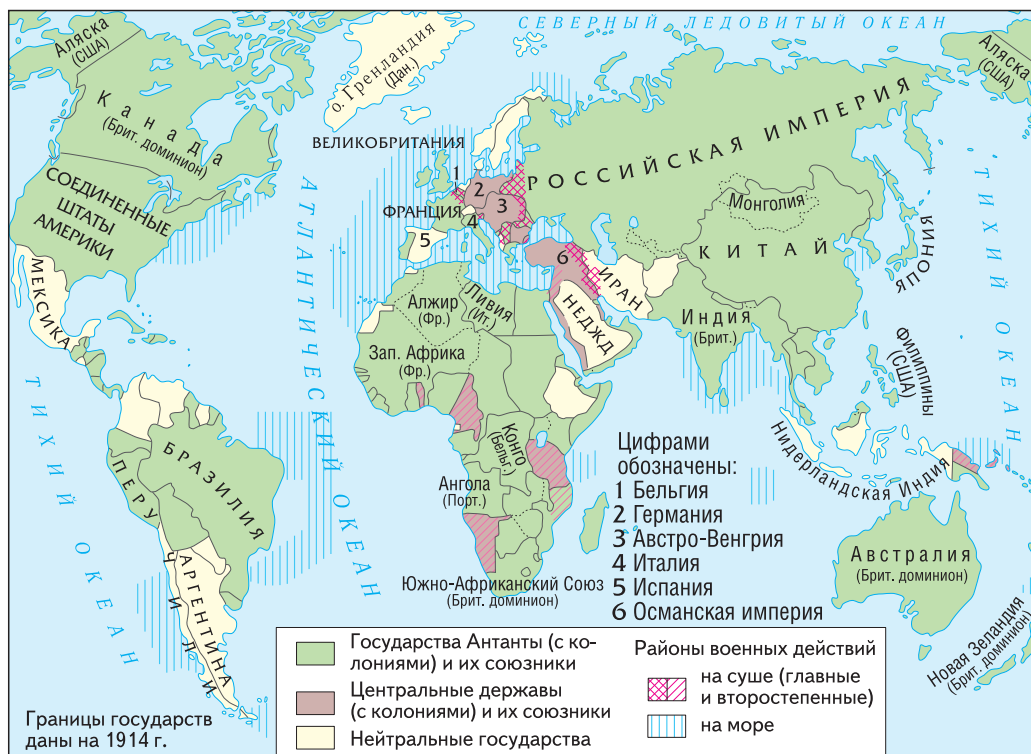 СЕВЕРНЫЙ ЛЕДОВИТЫЙ ОКЕАН
Аляска
(США)
о. Гренландия
(Дан.)
Аляска
(США)
Канада
(Брит. доминион)
ВЕЛИКОБРИТАНИЯ
РОССИЙСКАЯ ИМПЕРИЯ
СОЕДИНЕННЫЕ
ШТАТЫ
АМЕРИКИ
АТЛАНТИЧЕСКИЙ ОКЕАН
ФРАНЦИЯ
1
2
3
4
5
6
Монголия
КИТАЙ
ЯПОНИЯ
ТИХИЙ ОКЕАН
МЕКСИКА
Алжир
(Фр.)
Ливия
(Ит.)
ИРАН
НЕДЖД
Индия
(Брит.)
Филиппины
(США)
Зап. Африка
(Фр.)
ТИХИЙ ОКЕАН
БРАЗИЛИЯ
ПЕРУ
Конго
(Бельг.)
Ангола
(Порт.)
Нидерландская Индия
ЧИЛИ
АРГЕНТИНА
Южно-Африканский Союз
(Брит. доминион)
Австралия
(Брит. доминион)
Новая Зеландия
(Брит. доминион)
Цифрами
обозначены:
1 Бельгия
2 Германия
3 Австро-Венгрия
4 Италия
5 Испания
6 Османская империя
Границы государств
даны на 1914 г.
Государства Антанты (с ко-
лониями) и их союзники
Центральные державы
(с колониями) и их союзники
Нейтральные государства
Районы военных действий
на суше (главные
и второстепенные)
на море